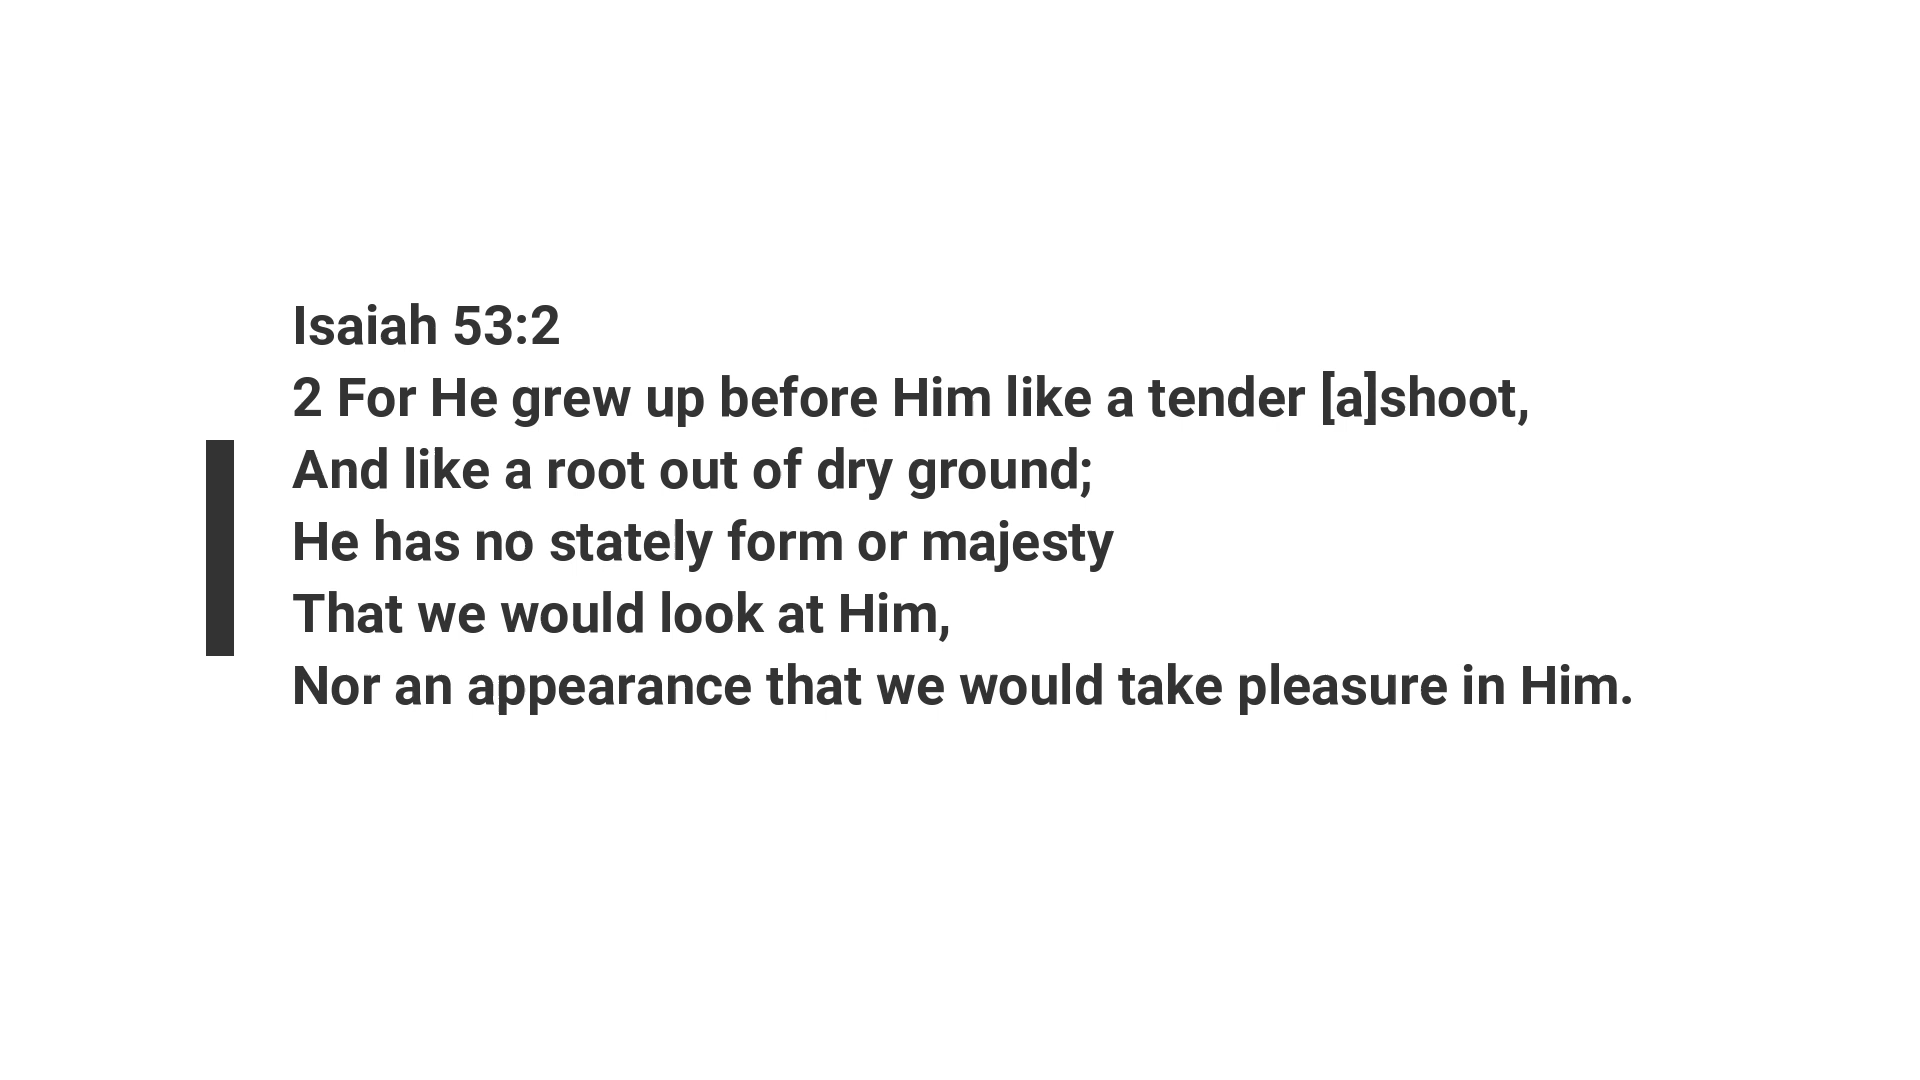 Isaiah 53:2
2 For He grew up before Him like a tender [a]shoot,
And like a root out of dry ground;
He has no stately form or majesty
That we would look at Him,
Nor an appearance that we would take pleasure in Him.